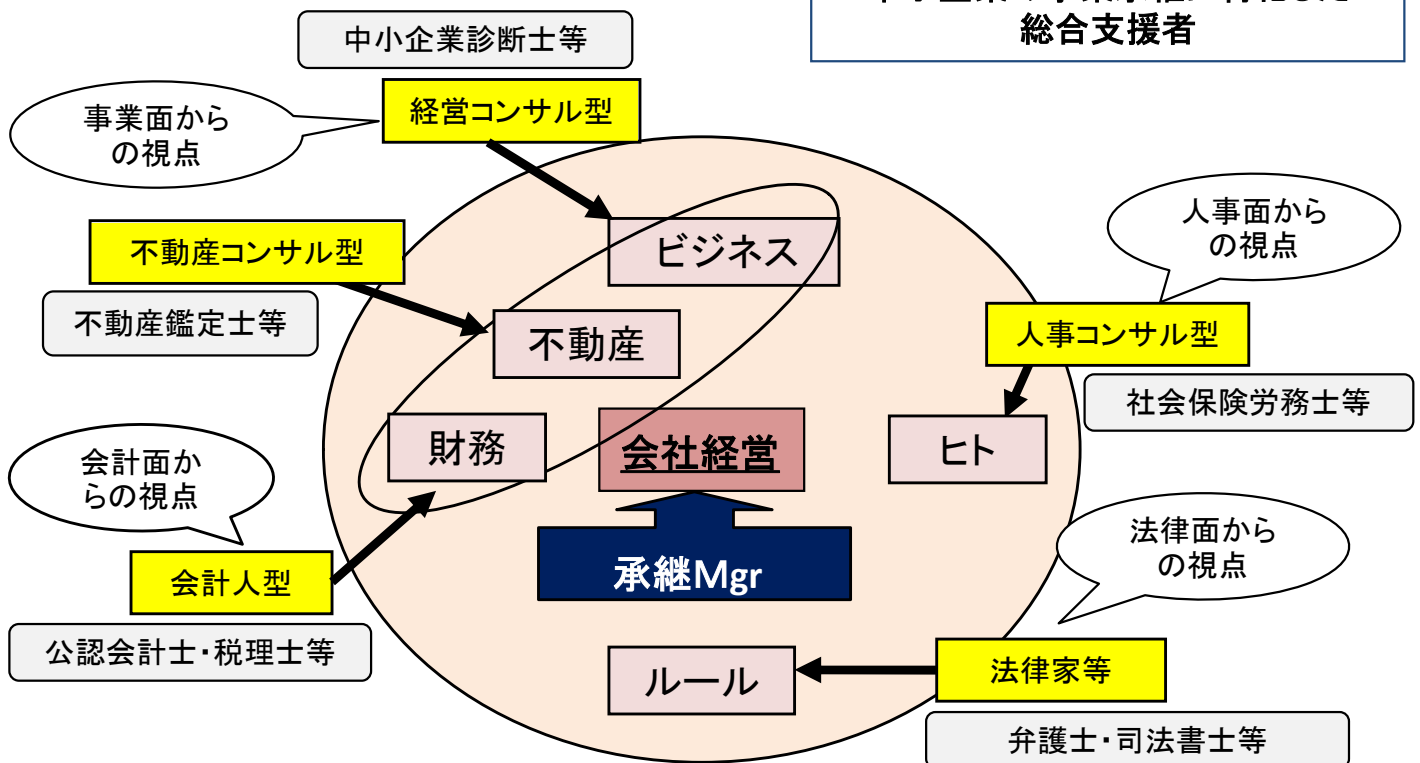 総合支援者
中小企業診断士等
経営コンサル型
事業面から
の視点
ビジネス
不動産コンサル型
不動産鑑定士等
不動産
人事面から
の視点
人事コンサル型
社会保険労務士等
財務
会社経営
ヒト
会計面か
らの視点
承継Mgr
会計人型
公認会計士・税理士等
法律面から
の視点
ルール
法律家等
弁護士・司法書士等